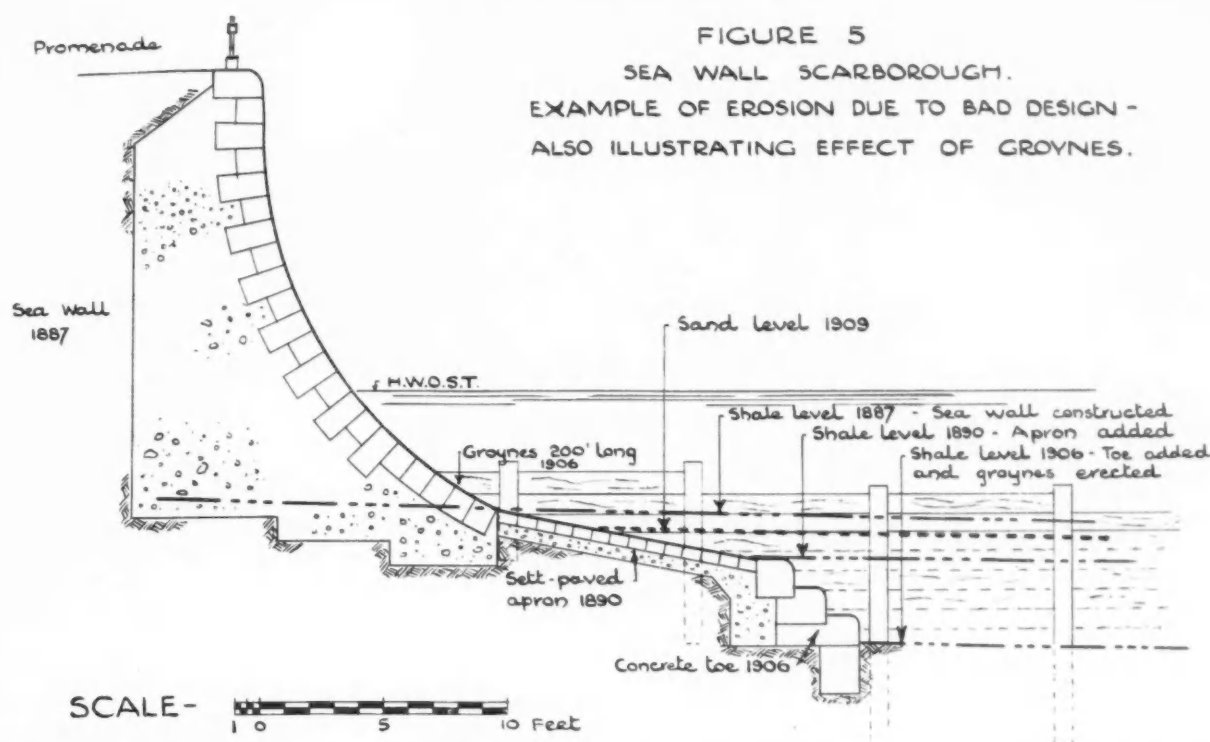 FIGURE 5
SEA WALL SCARBOROUGH.
EXAMPLE OF EROSION DUE TO BAD DESIGN -
ALSO ILLUSTRATING EFFECT OF GROYNES.
Promenade
Sea Wall
1887
Sand level 1909
H.W.O.S.T.
Shale level 1887 - Sea wall constructed
Shale level 1890 - Apron added
Shale level 1906 - Toe added
and groynes erected
Groynes 200' long
1906
Sett-paved
apron 1890
Concrete toe 1906
SCALE-
1 0 5 10 Feet